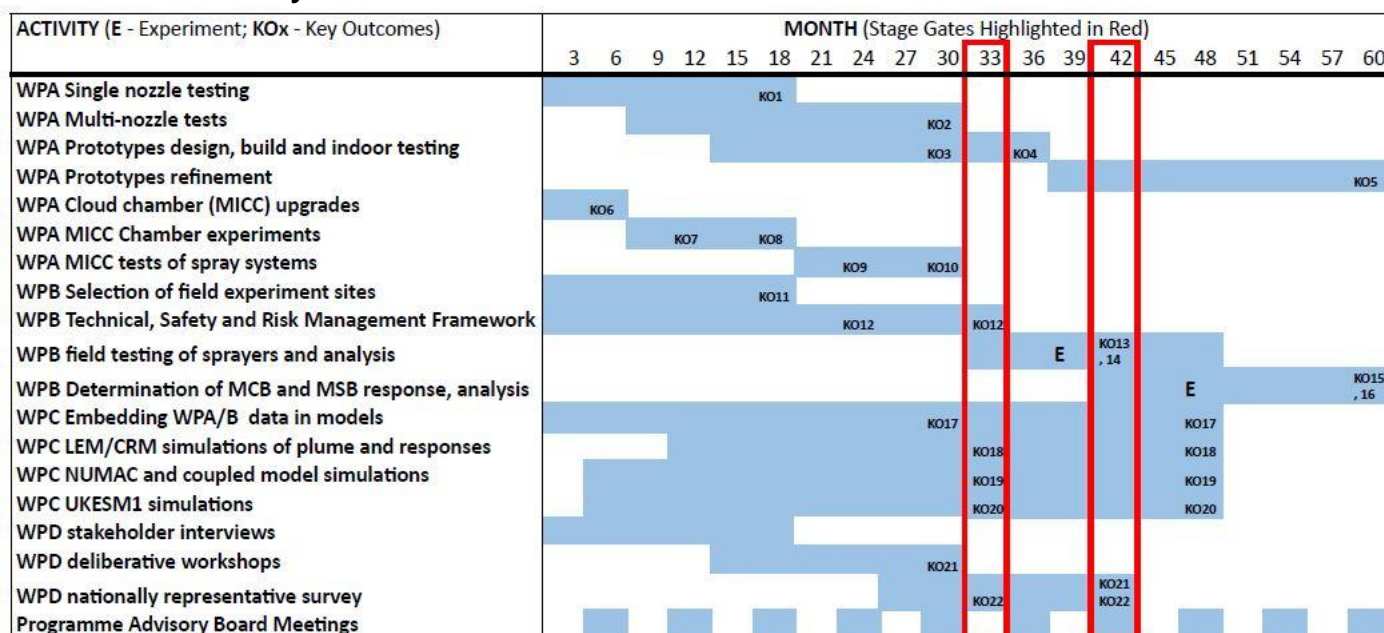 ACTIVITY (E - Experiment; KOx - Key Outcomes) MONTH (Stage Gates Highlighted in Red)
3 6 9 12 15 18 21 24 27 30 33 36 39 42 45 48 51 54 57 60
WPA Single nozzle testing KO1
WPA Multi-nozzle tests KO2
WPA Prototypes design, build and indoor testing KO3 KO4
WPA Prototypes refinement KO5
WPA Cloud chamber (MICC) upgrades KO6
WPA MICC Chamber experiments KO7 KO8
WPA MICC tests of spray systems KO9 KO10
WPB Selection of field experiment sites KO11
WPB Technical, Safety and Risk Management Framework KO12 KO12
WPB field testing of sprayers and analysis E KO13
, 14
WPB Determination of MCB and MSB response, analysis E KO15
, 16
WPC Embedding WPA/B data in models KO17 KO17
WPC LEM/CRM simulations of plume and responses KO18 KO18
WPC NUMAC and coupled model simulations KO19 KO19
WPC UKESM1 simulations KO20 KO20
WPD stakeholder interviews
WPD deliberative workshops KO21
KO21
WPD nationally representative survey KO22 KO22
Programme Advisory Board Meetings